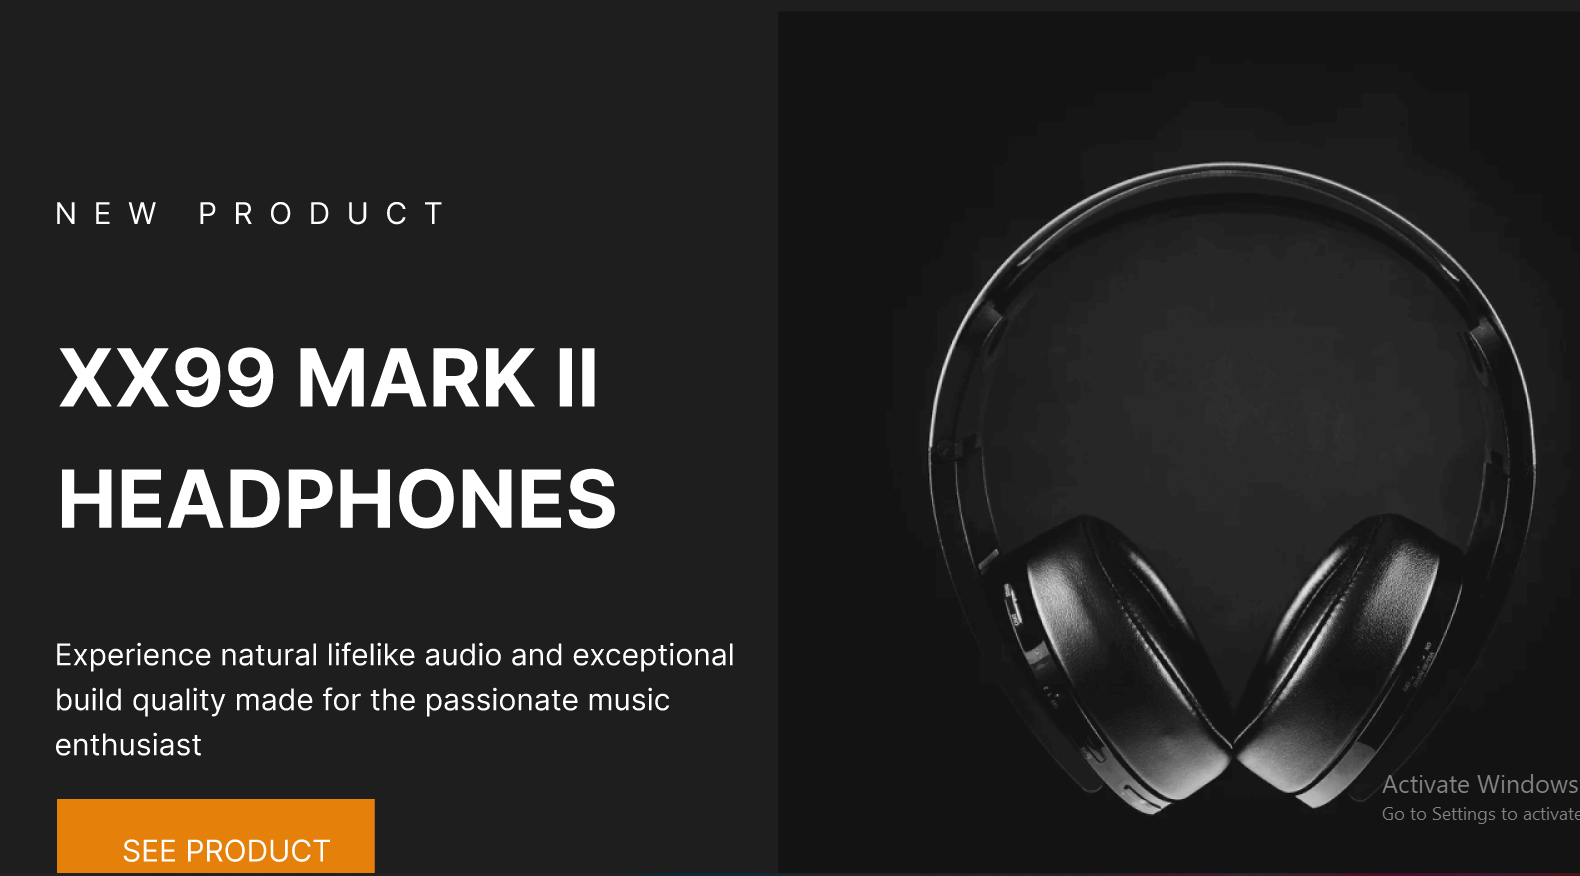 NEW PRODUCT
XX99 MARK II
HEADPHONES
Experience natural lifelike audio and exceptional
build quality made for the passionate music
enthusiast
SEE PRODUCT
Activate Windows
Go to Settings to activate